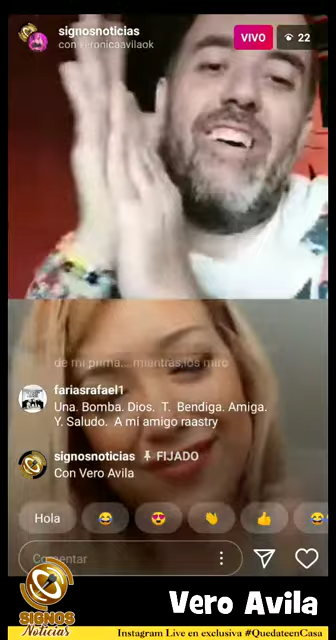 signosnoticias
con veronicaavilaok
VIVO
22
de mi prima... mientras,los miro
fariasrafael1
Una. Bomba. Dios. T. Bendiga. Amiga.
Y. Saludo. A mí amigo raastry
signosnoticias FIJADO
Con Vero Avila
Hola
Comentar
SIGNOS
Noticias
Vero Avila
Instagram Live en exclusiva #QuedateenCasa